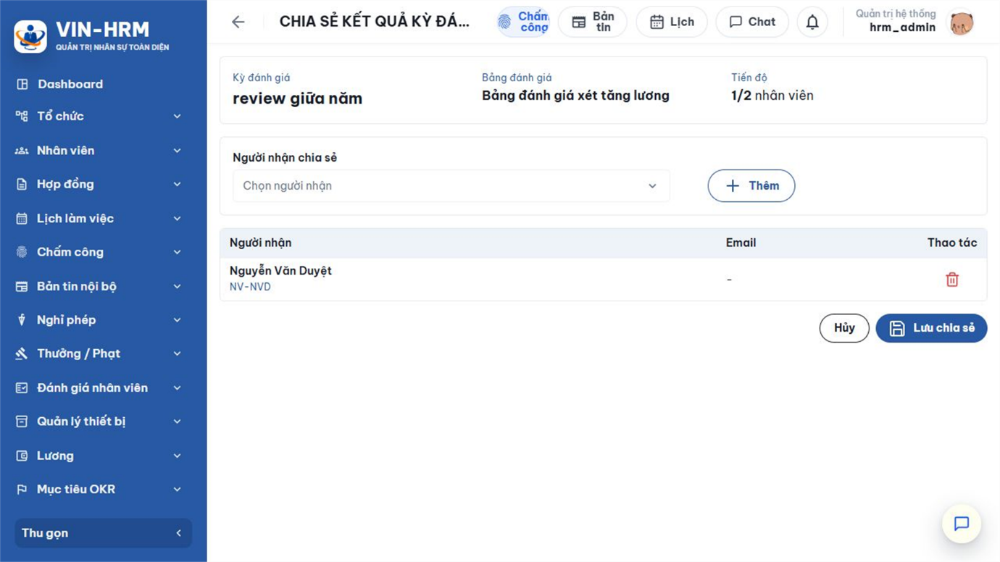 VIN-HRM
QUẢN TRỊ NHÂN SỰ TOÀN DIỆN
Dashboard
Tổ chức
Nhân viên
Hợp đồng
Lịch làm việc
Chấm công
Bản tin nội bộ
Nghỉ phép
Thưởng / Phạt
Đánh giá nhân viên
Quản lý thiết bị
Lương
Mục tiêu OKR
Thu gọn
CHIA SẺ KẾT QUẢ KỲ ĐÁ...
Chấm
công
Bản
tin
Lịch
Chat
Quản trị hệ thống
hrm_admin
Kỳ đánh giá
review giữa năm
Bảng đánh giá
Bảng đánh giá xét tăng lương
Tiến độ
1/2 nhân viên
Người nhận chia sẻ
Chọn người nhận
Thêm
Người nhận
Email
Thao tác
Nguyễn Văn Duyệt
NV-NVD
-
Hủy
Lưu chia sẻ